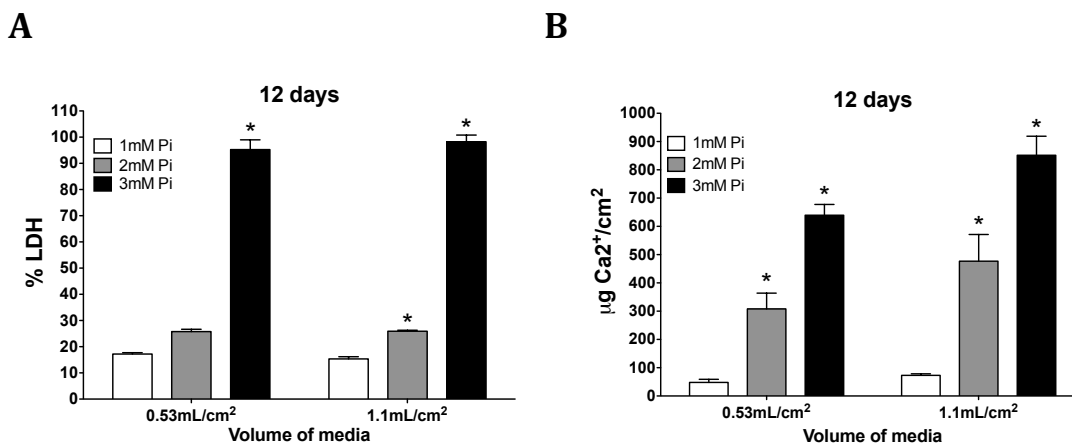 A
12 days
% LDH
110
100
90
80
70
60
50
40
30
20
10
0
1mM Pi
2mM Pi
3mM Pi
*
*
*
0.53mL/cm²
1.1mL/cm²
Volume of media
B
12 days
µg Ca2⁺/cm²
1000
900
800
700
600
500
400
300
200
100
0
1mM Pi
2mM Pi
3mM Pi
*
*
*
*
0.53mL/cm²
1.1mL/cm²
Volume of media